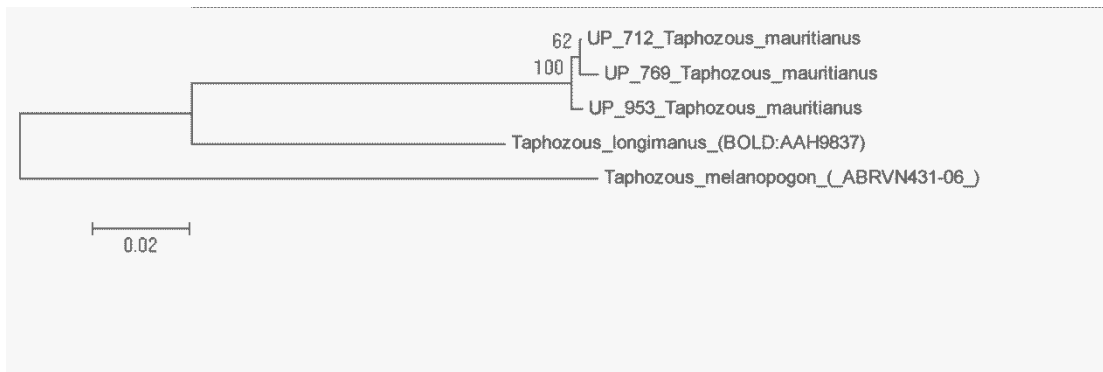 62
UP_712_Taphozous_mauritianus
100
UP_769_Taphozous_mauritianus
UP_953_Taphozous_mauritianus
Taphozous_longimanus_(BOLD:AAH9837)
Taphozous_melanopogon_(_ABRVN431-06_)
0.02